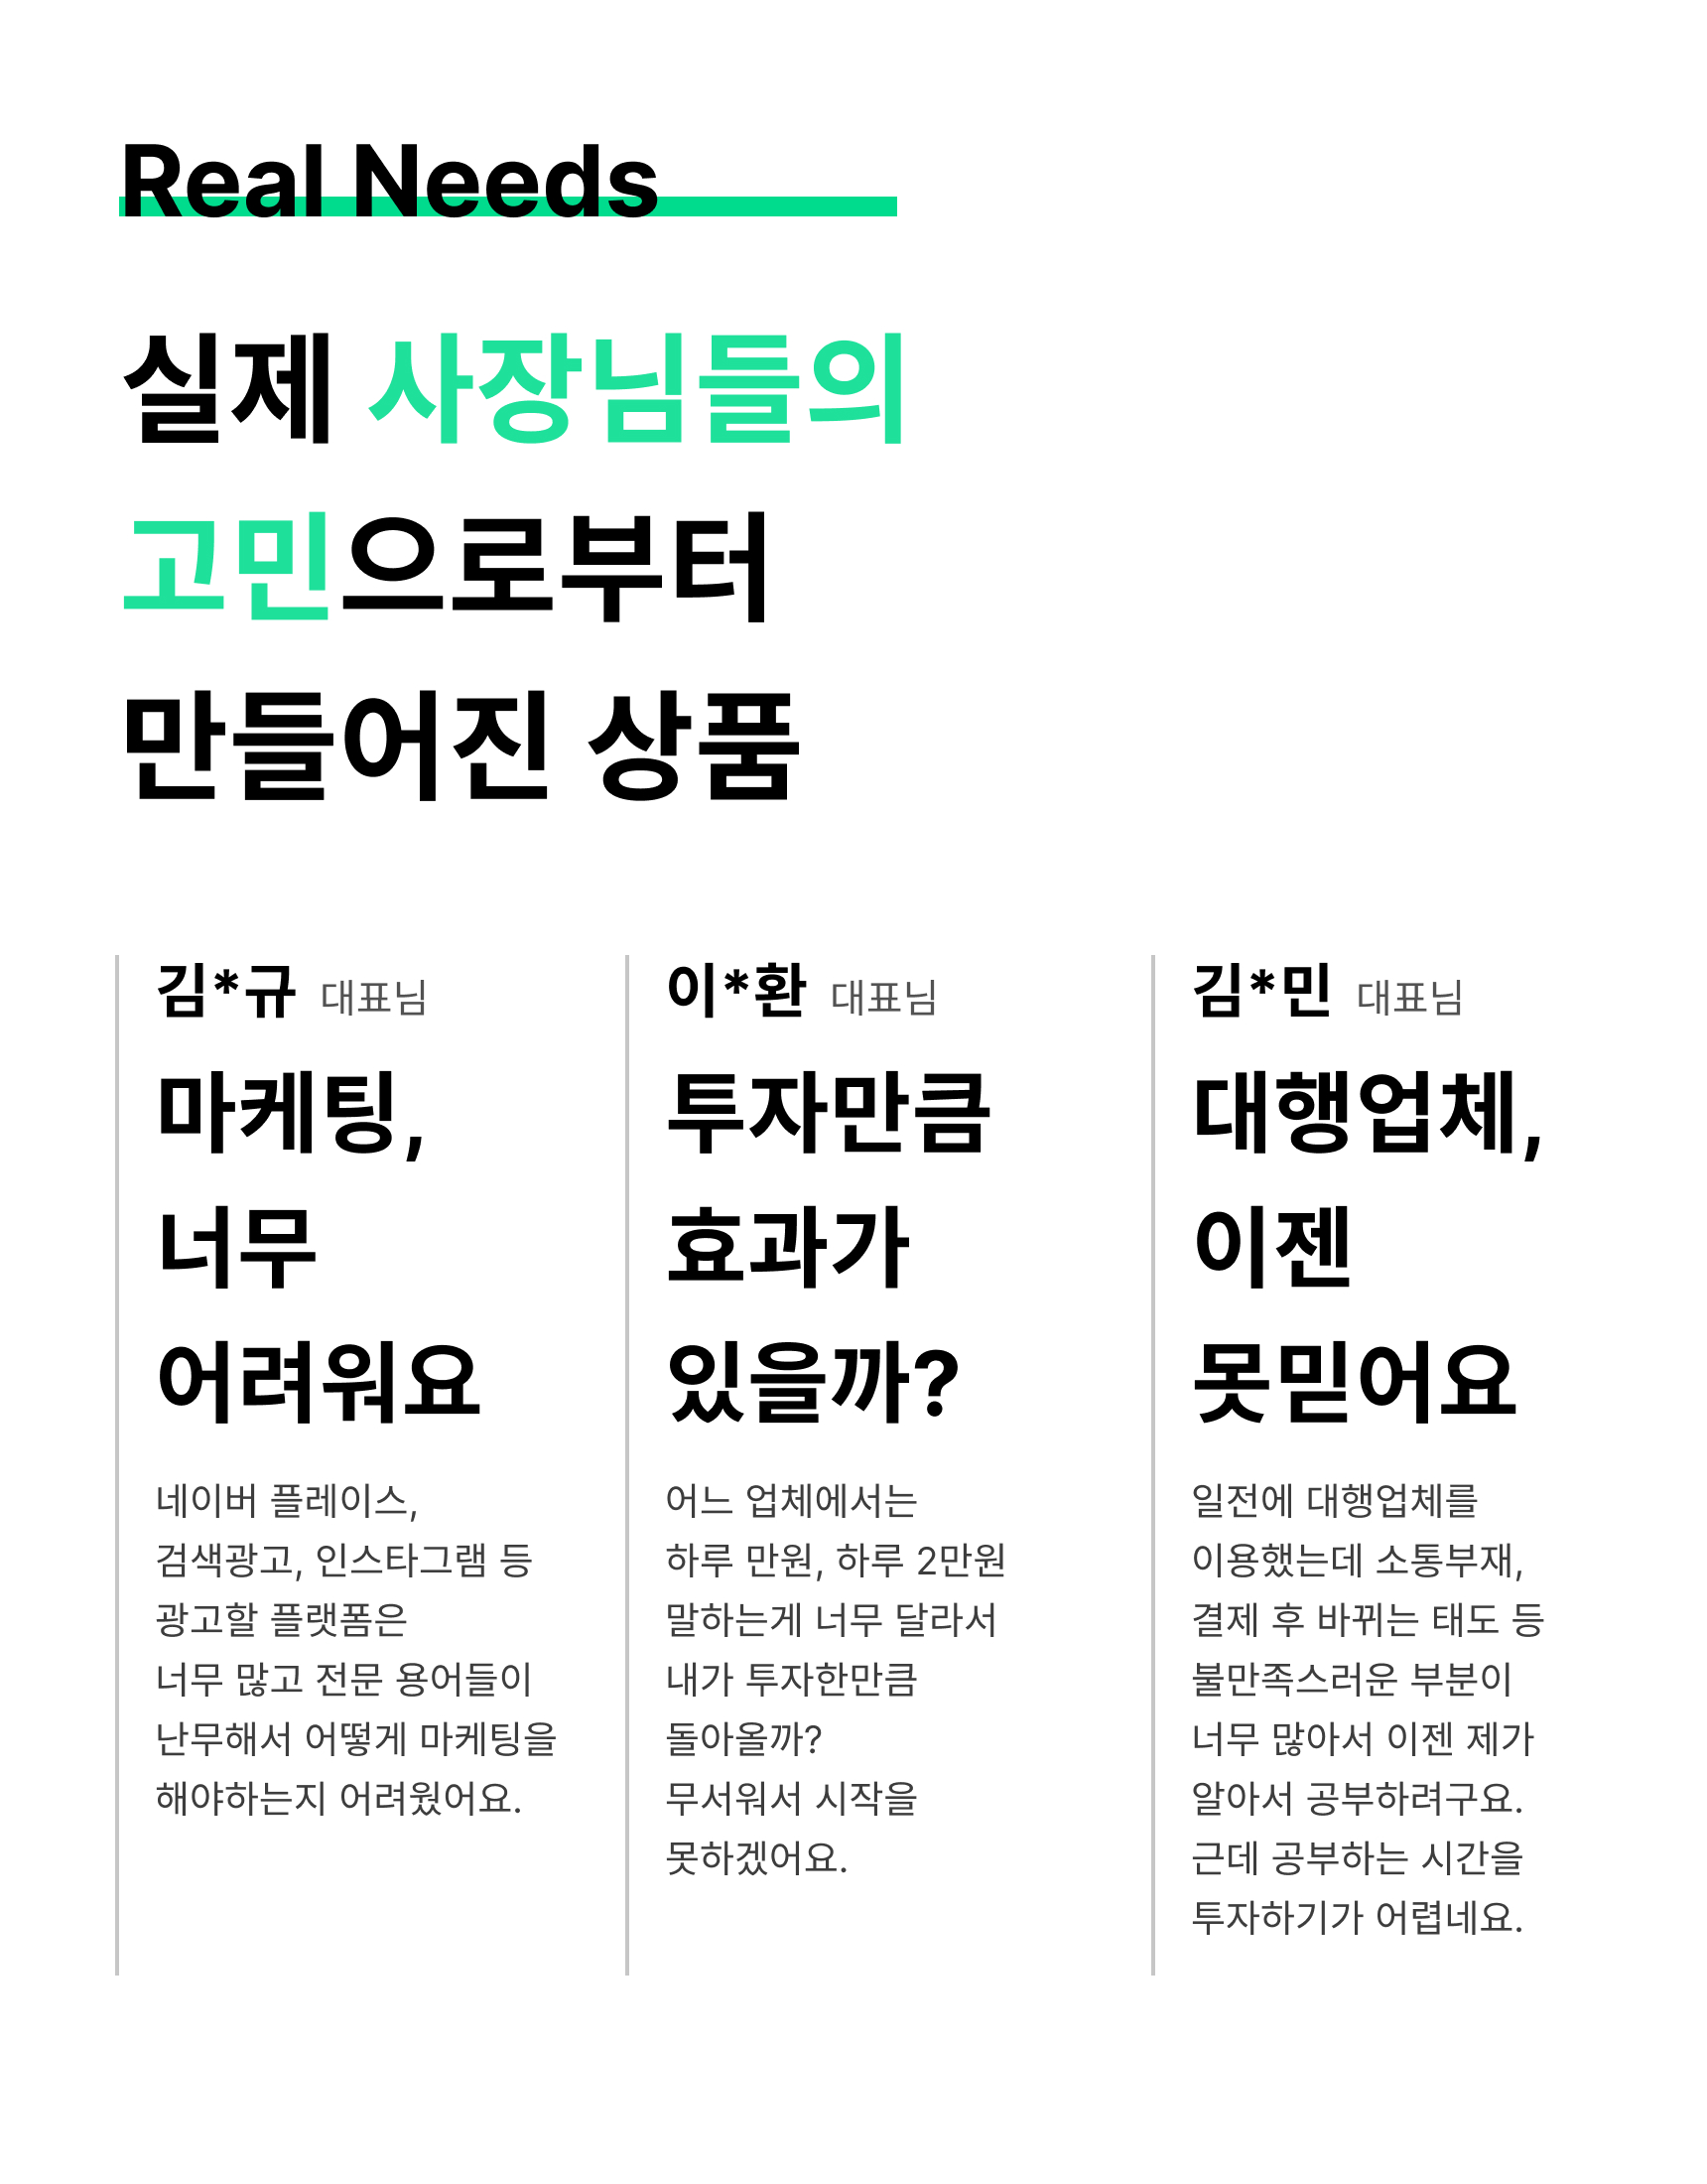 Real Needs
실제 사장님들의
고민으로부터
만들어진 상품
김*규 대표님
마케팅,
너무
어려워요
네이버 플레이스,
검색광고, 인스타그램 등
광고할 플랫폼은
너무 많고 전문 용어들이
난무해서 어떻게 마케팅을
해야하는지 어려웠어요.
이*환 대표님
투자만큼
효과가
있을까?
어느 업체에서는
하루 만원, 하루 2만원
말하는게 너무 달라서
내가 투자한만큼
돌아올까?
무서워서 시작을
못하겠어요.
김*민 대표님
대행업체,
이젠
못믿어요
일전에 대행업체를
이용했는데 소통부재,
결제 후 바뀌는 태도 등
불만족스러운 부분이
너무 많아서 이젠 제가
알아서 공부하려구요.
근데 공부하는 시간을
투자하기가 어렵네요.